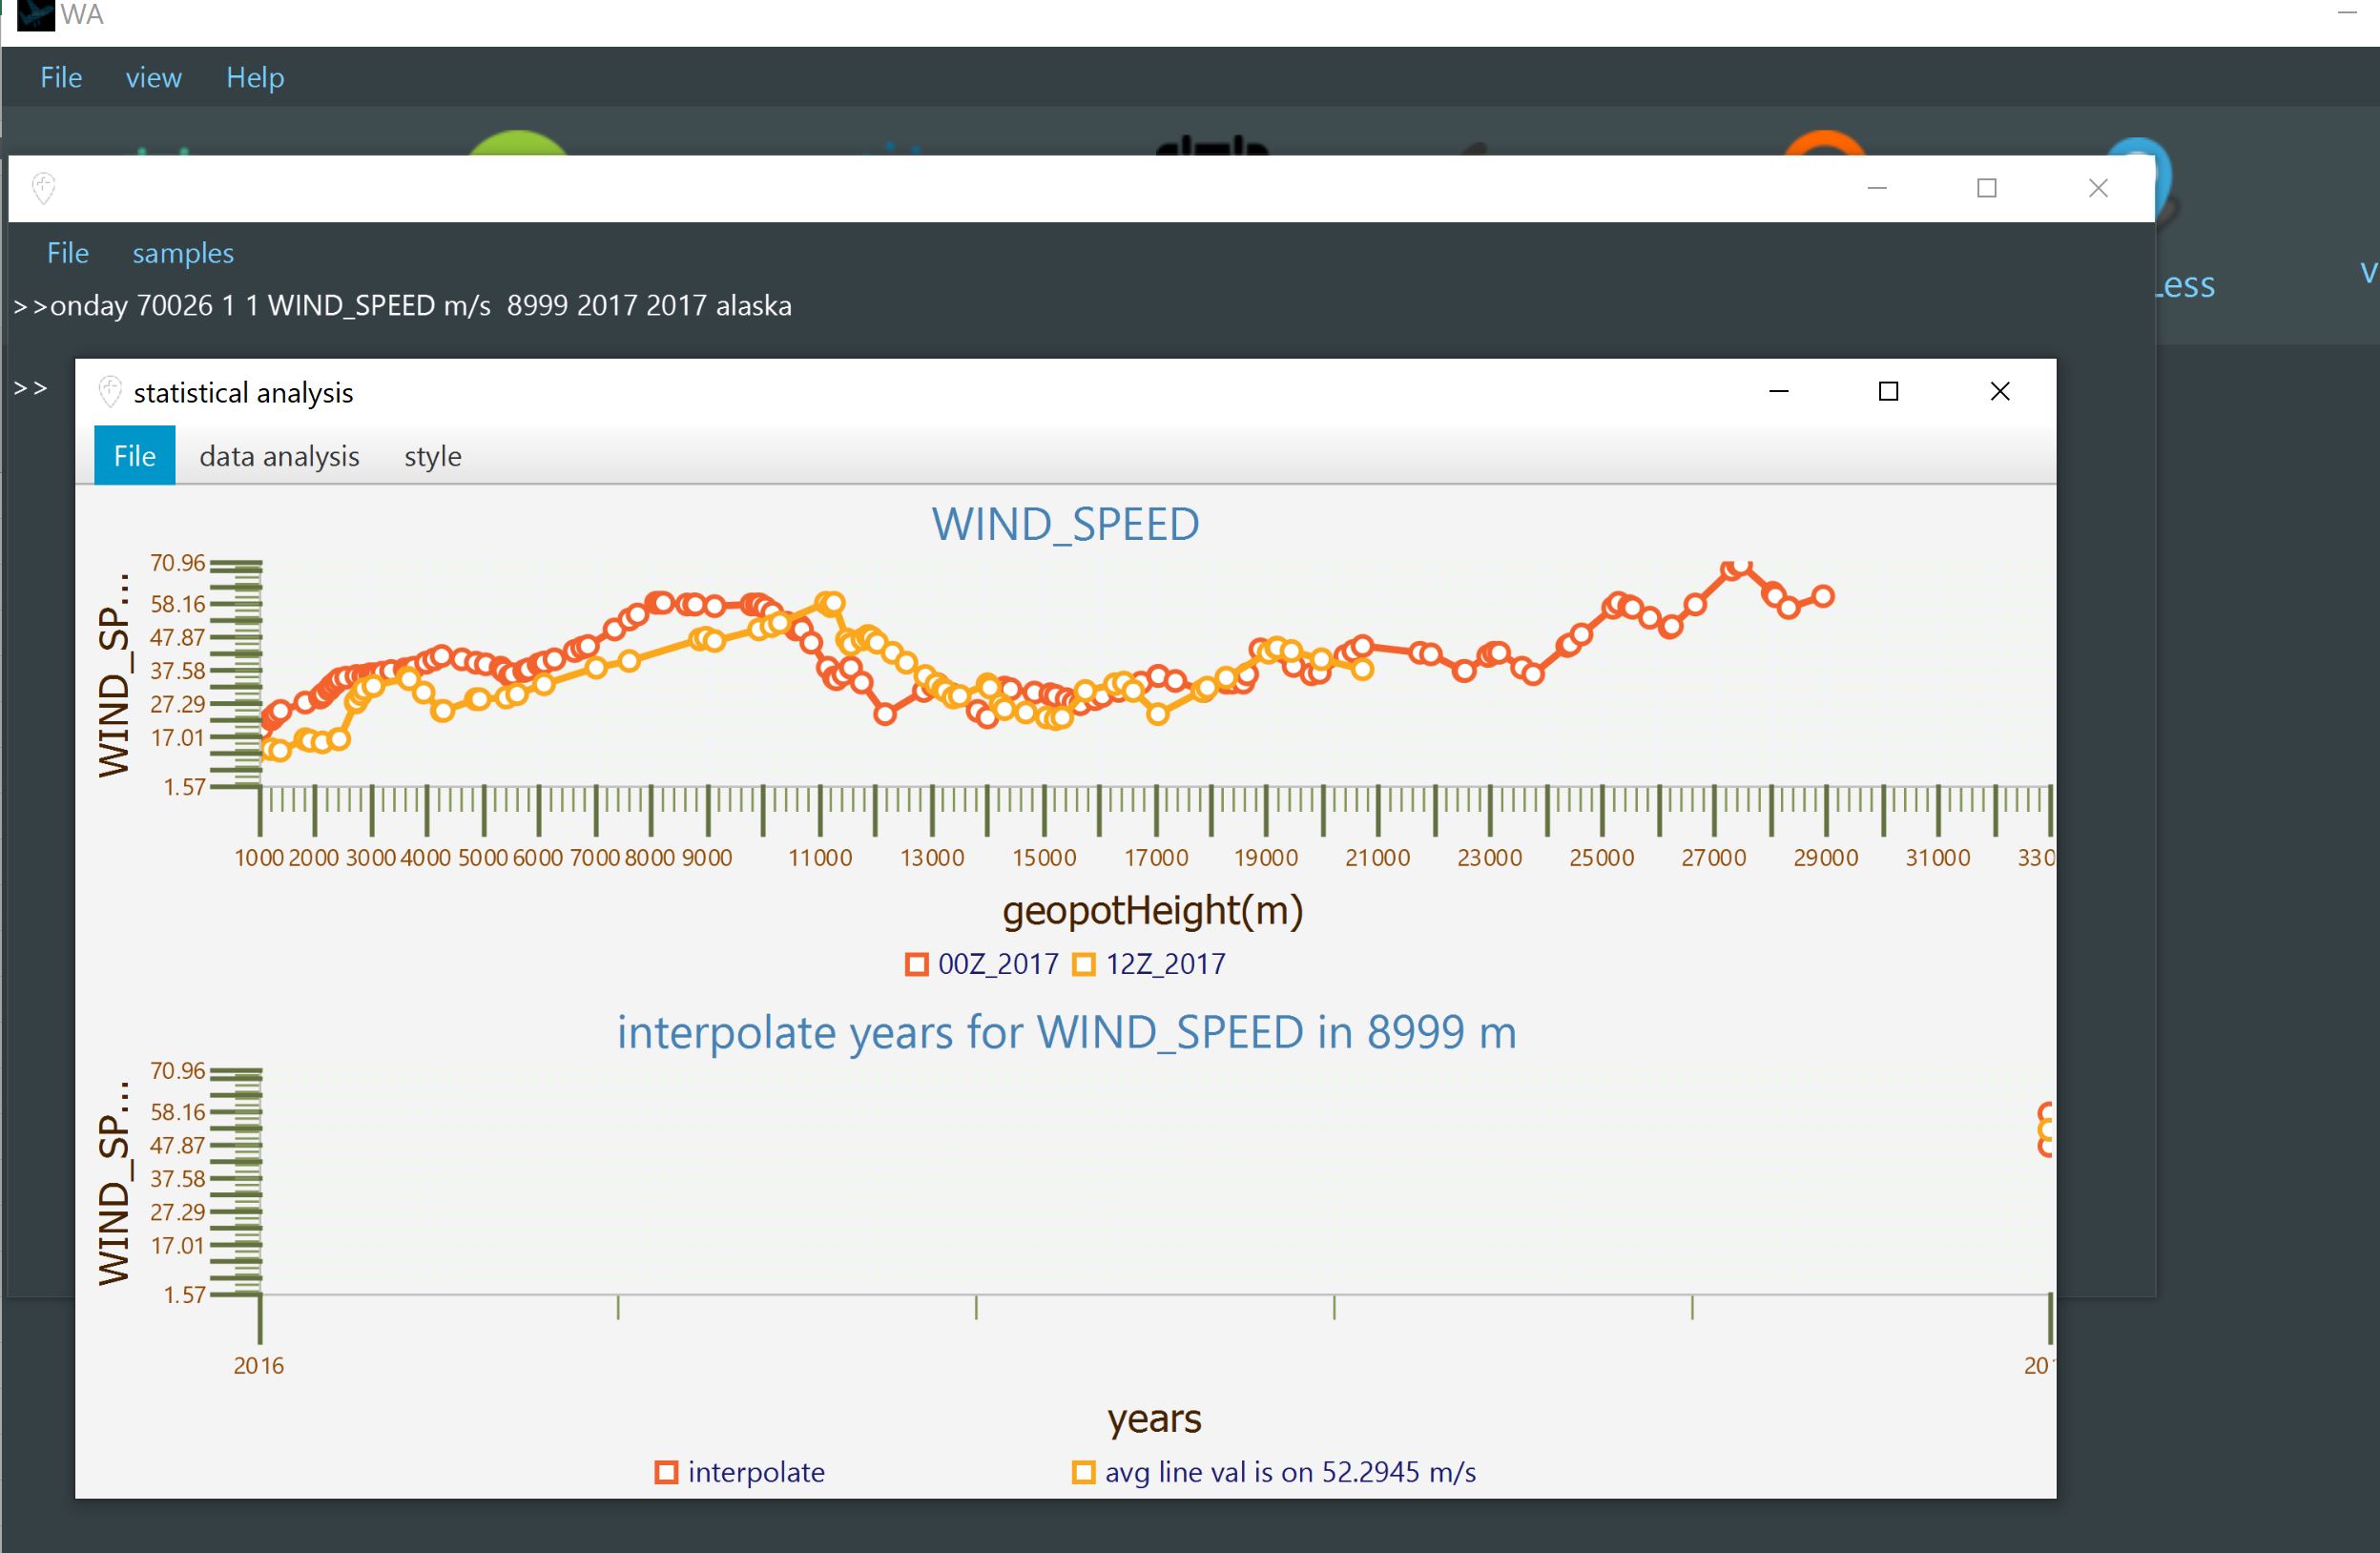 WA
File view Help
File samples
Less
>>onday 70026 1 1 WIND_SPEED m/s  8999 2017 2017 alaska
>>
statistical analysis
File data analysis style
WIND_SPEED
WIND_SP...
70.96
58.16
47.87
37.58
27.29
17.01
1.57
1000 2000 3000 4000 5000 6000 7000 8000 9000 11000 13000 15000 17000 19000 21000 23000 25000 27000 29000 31000 330
geopotHeight(m)
00Z_2017 12Z_2017
interpolate years for WIND_SPEED in 8999 m
WIND_SP...
70.96
58.16
47.87
37.58
27.29
17.01
1.57
2016 20
years
interpolate avg line val is on 52.2945 m/s